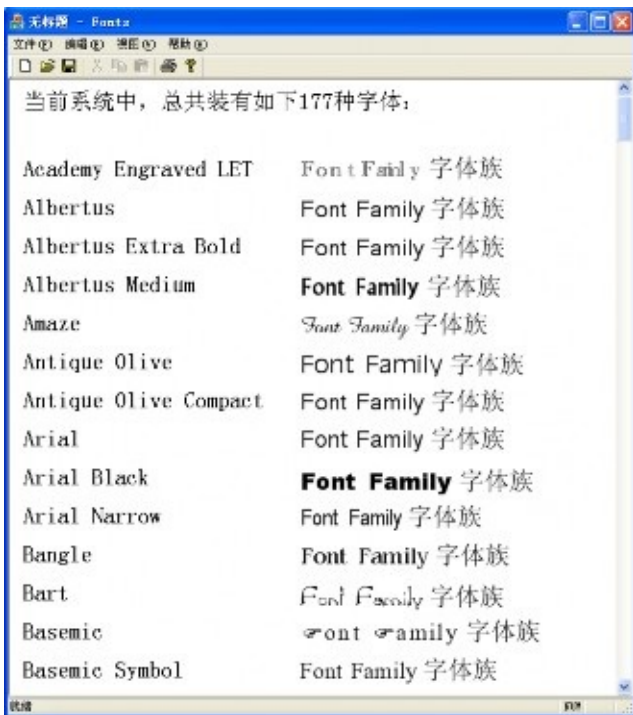 无标题 - Fonts
文件(F) 编辑(E) 视图(V) 帮助(H)
当前系统中，总共装有如下177种字体：
Academy Engraved LET Font Family 字体族
Albertus Font Family 字体族
Albertus Extra Bold Font Family 字体族
Albertus Medium Font Family 字体族
Amaze Font Family 字体族
Antique Olive Font Family 字体族
Antique Olive Compact Font Family 字体族
Arial Font Family 字体族
Arial Black Font Family 字体族
Arial Narrow Font Family 字体族
Bangle Font Family 字体族
Bart Font Family 字体族
Basemic Font Family 字体族
Basemic Symbol Font Family 字体族
就绪